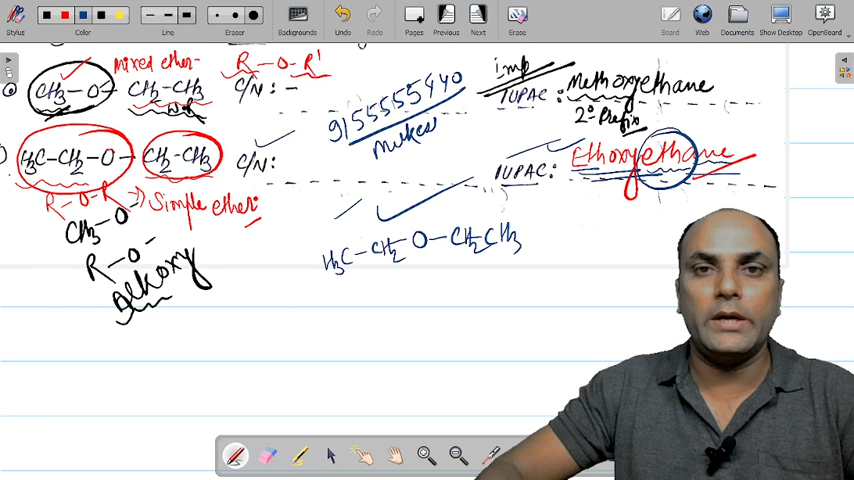 Stylus Color Line Eraser Backgrounds Undo Redo Pages Previous Next Erase Board Web Documents Show Desktop OpenBoard
mixed ether- R-O-R' imp
CH3-O-CH2-CH3 C/N:- 9155555440 IUPAC: Methoxyethane
2° Prefix
H3C-CH2-O-CH2-CH3 C/N: IUPAC: Ethoxyethane
R-O-R → Simple ether:
CH3-O-
H3C-CH2-O-CH2CH3
R-O-
Alkoxy